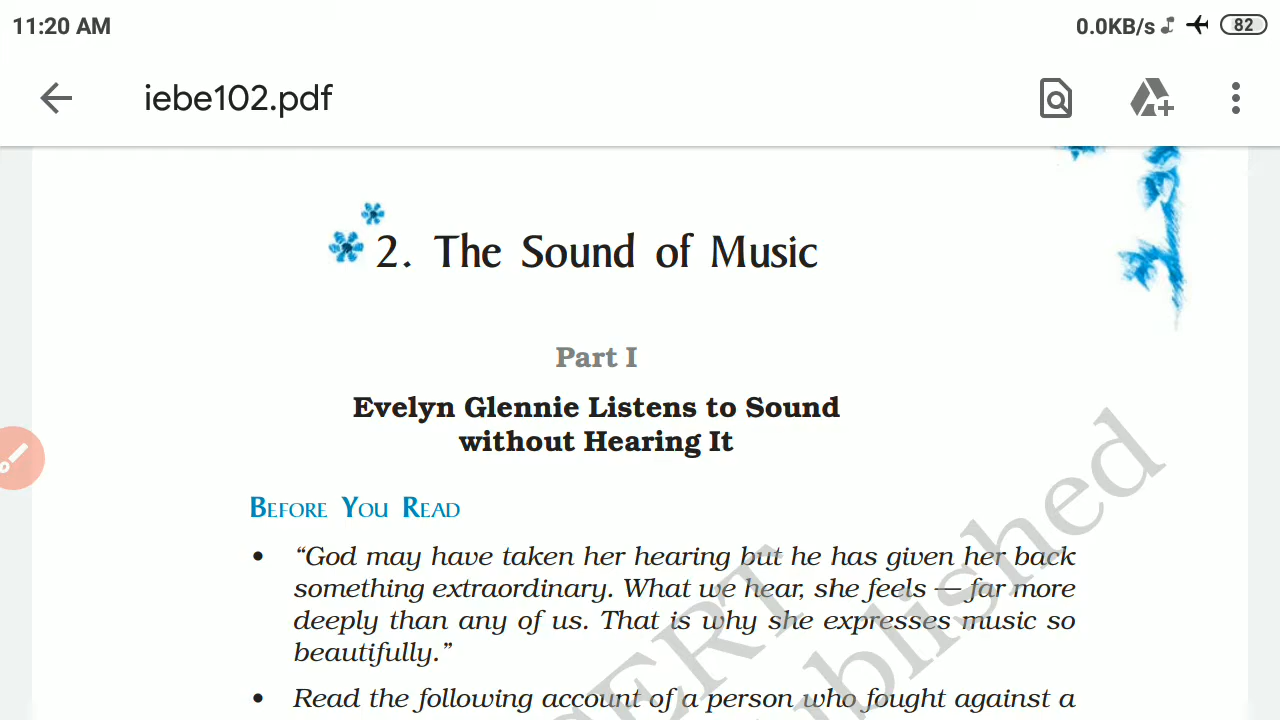 11:20 AM
0.0KB/s
82
iebe102.pdf
2. The Sound of Music
Part I
Evelyn Glennie Listens to Sound
without Hearing It
BEFORE YOU READ
• “God may have taken her hearing but he has given her back
something extraordinary. What we hear, she feels — far more
deeply than any of us. That is why she expresses music so
beautifully.”
• Read the following account of a person who fought against a